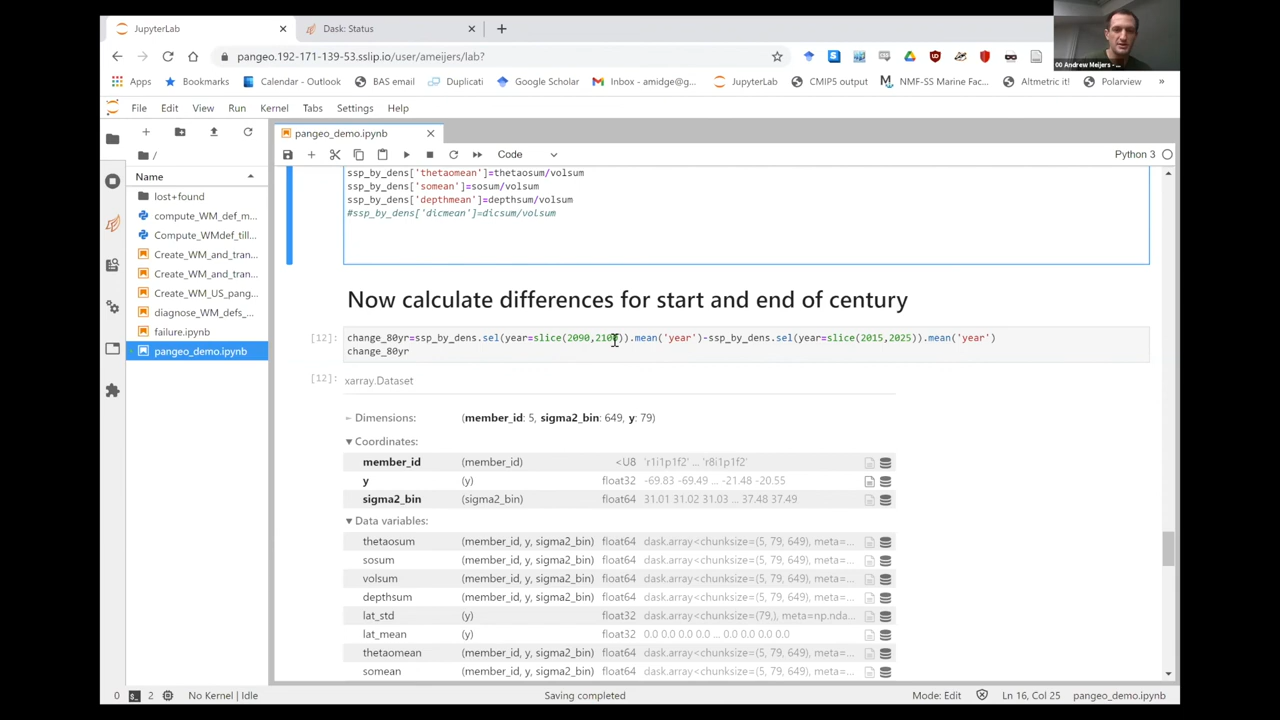 JupyterLab
Dask: Status
pangeo.192-171-139-53.sslip.io/user/ameijers/lab?
Apps Bookmarks Calendar - Outlook BAS email Duplicati Google Scholar Inbox - amidge@g... JupyterLab CMIP5 output NMF-SS Marine Fac... Altmetric it! Polarview »
00 Andrew Meijers - ...
File Edit View Run Kernel Tabs Settings Help
pangeo_demo.ipynb
Code
Python 3
/
Name
lost+found
compute_WM_def_m...
Compute_WMdef_till...
Create_WM_and_tran...
Create_WM_and_tran...
Create_WM_US_pang...
diagnose_WM_defs_...
failure.ipynb
pangeo_demo.ipynb
ssp_by_dens['thetaomean']=thetaosum/volsum
ssp_by_dens['somean']=sosum/volsum
ssp_by_dens['depthmean']=depthsum/volsum
#ssp_by_dens['dicmean']=dicsum/volsum
Now calculate differences for start and end of century
[12]: change_80yr=ssp_by_dens.sel(year=slice(2090,2100)).mean('year')-ssp_by_dens.sel(year=slice(2015,2025)).mean('year')
change_80yr
[12]: xarray.Dataset
Dimensions: (member_id: 5, sigma2_bin: 649, y: 79)
Coordinates:
member_id (member_id) <U8 'r1i1p1f2' ... 'r8i1p1f2'
y (y) float32 -69.83 -69.49 ... -21.48 -20.55
sigma2_bin (sigma2_bin) float64 31.01 31.02 31.03 ... 37.48 37.49
Data variables:
thetaosum (member_id, y, sigma2_bin) float64 dask.array<chunksize=(5, 79, 649), meta=...
sosum (member_id, y, sigma2_bin) float64 dask.array<chunksize=(5, 79, 649), meta=...
volsum (member_id, y, sigma2_bin) float64 dask.array<chunksize=(5, 79, 649), meta=...
depthsum (member_id, y, sigma2_bin) float64 dask.array<chunksize=(5, 79, 649), meta=...
lat_std (y) float32 dask.array<chunksize=(79,), meta=np.nda...
lat_mean (y) float32 0.0 0.0 0.0 0.0 ... 0.0 0.0 0.0 0.0
thetaomean (member_id, y, sigma2_bin) float64 dask.array<chunksize=(5, 79, 649), meta=...
somean (member_id, y, sigma2_bin) float64 dask.array<chunksize=(5, 79, 649), meta=...
0 2 No Kernel | Idle Saving completed Mode: Edit Ln 16, Col 25 pangeo_demo.ipynb